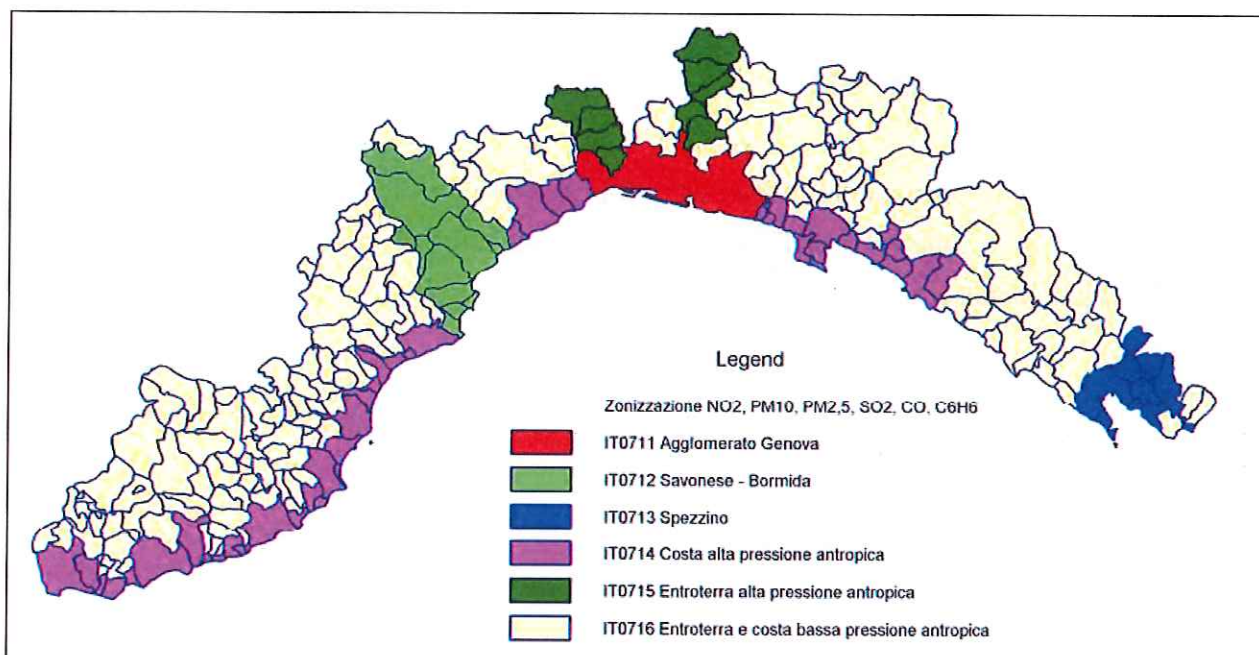 Legend
Zonizzazione NO2, PM10, PM2,5, SO2, CO, C6H6
IT0711 Agglomerato Genova
IT0712 Savonese - Bormida
IT0713 Spezzino
IT0714 Costa alta pressione antropica
IT0715 Entroterra alta pressione antropica
IT0716 Entroterra e costa bassa pressione antropica